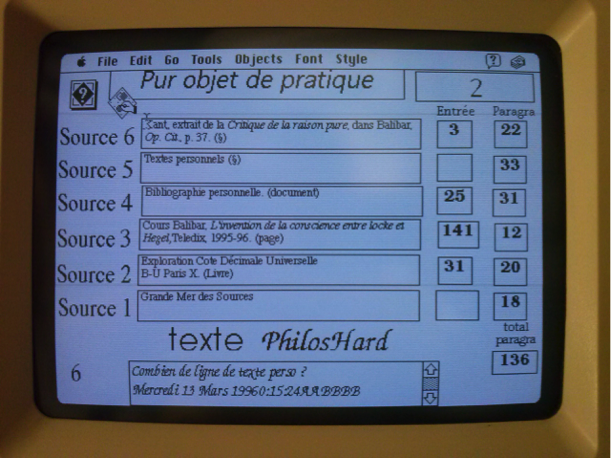 File Edit Go Tools Objects Font Style
Pur objet de pratique
2
Entrée Paragra
Source 6
Kant, extrait de la Critique de la raison pure, dans Balibar,
Op. Cit., p. 37. (§)
3 22
Source 5
Textes personnels (§)
33
Source 4
Bibliographie personnelle. (document)
25 31
Source 3
Cours Balibar, L'invention de la conscience entre locke et
Hegel, Teledix, 1995-96. (page)
141 12
Source 2
Exploration Cote Décimale Universelle
B-U Paris X. (Livre)
31 20
Source 1
Grande Mer des Sources
18
texte PhilosHard
total
paragra
136
6
Combien de ligne de texte perso ?
Mercredi 13 Mars 19960:15:24AABBBB